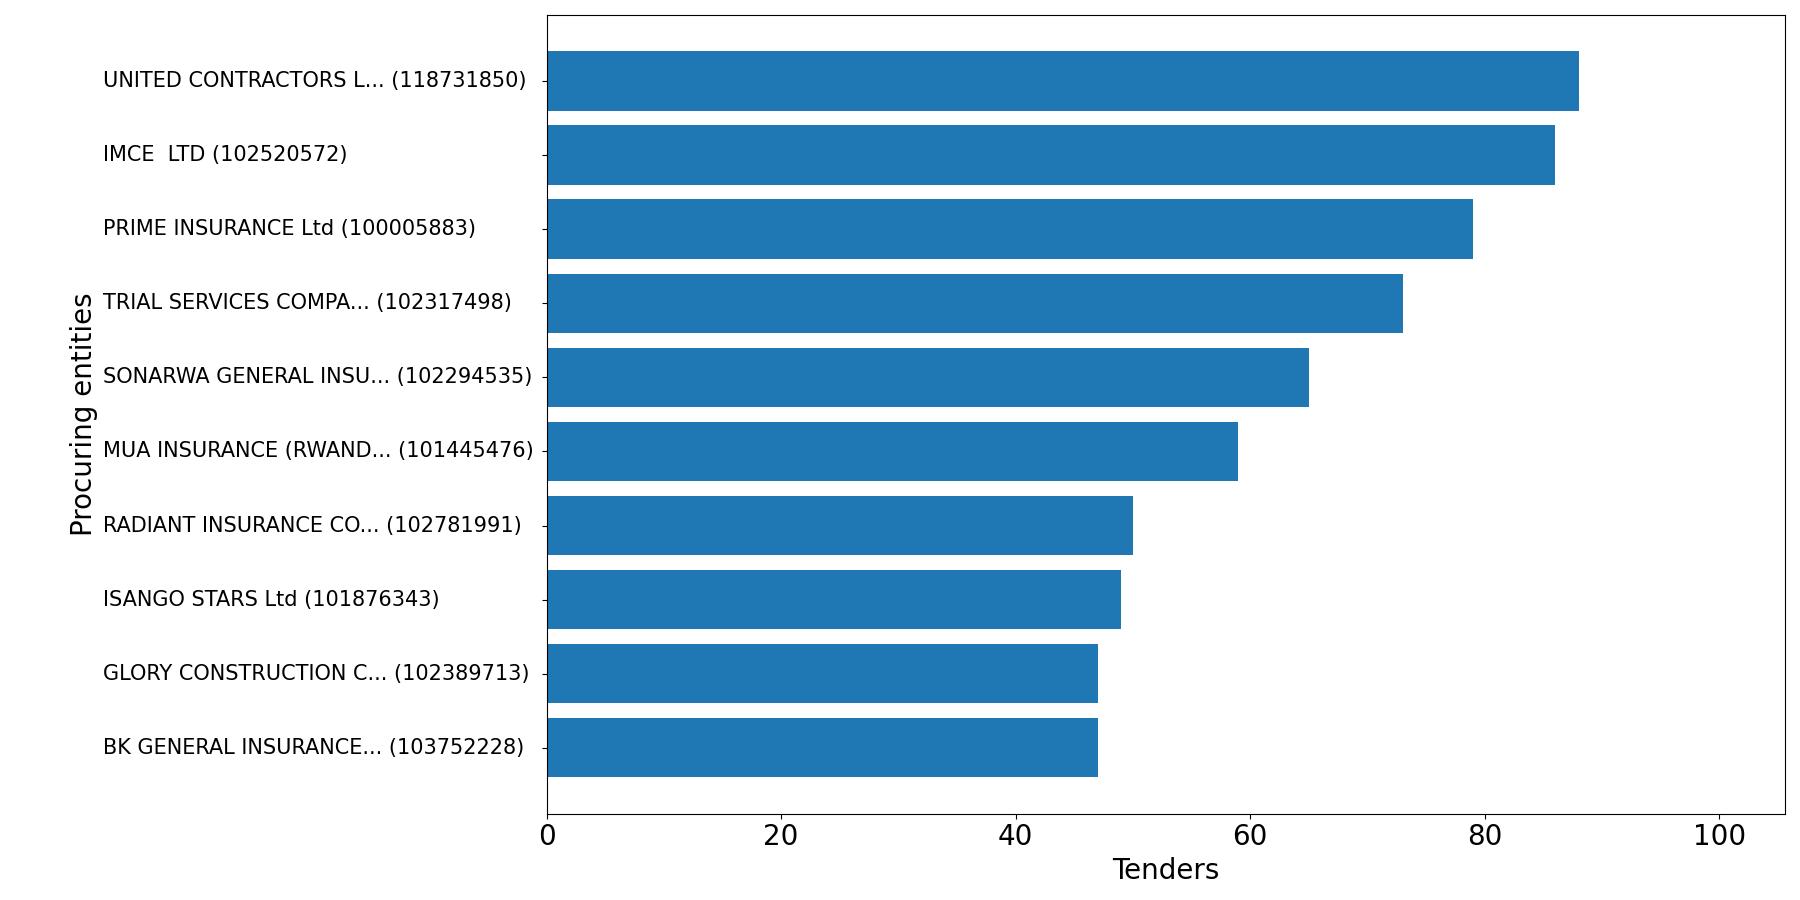 UNITED CONTRACTORS L... (118731850)
IMCE  LTD (102520572)
PRIME INSURANCE Ltd (100005883)
TRIAL SERVICES COMPA... (102317498)
SONARWA GENERAL INSU... (102294535)
MUA INSURANCE (RWAND... (101445476)
RADIANT INSURANCE CO... (102781991)
ISANGO STARS Ltd (101876343)
GLORY CONSTRUCTION C... (102389713)
BK GENERAL INSURANCE... (103752228)
Procuring entities
0 20 40 60 80 100
Tenders